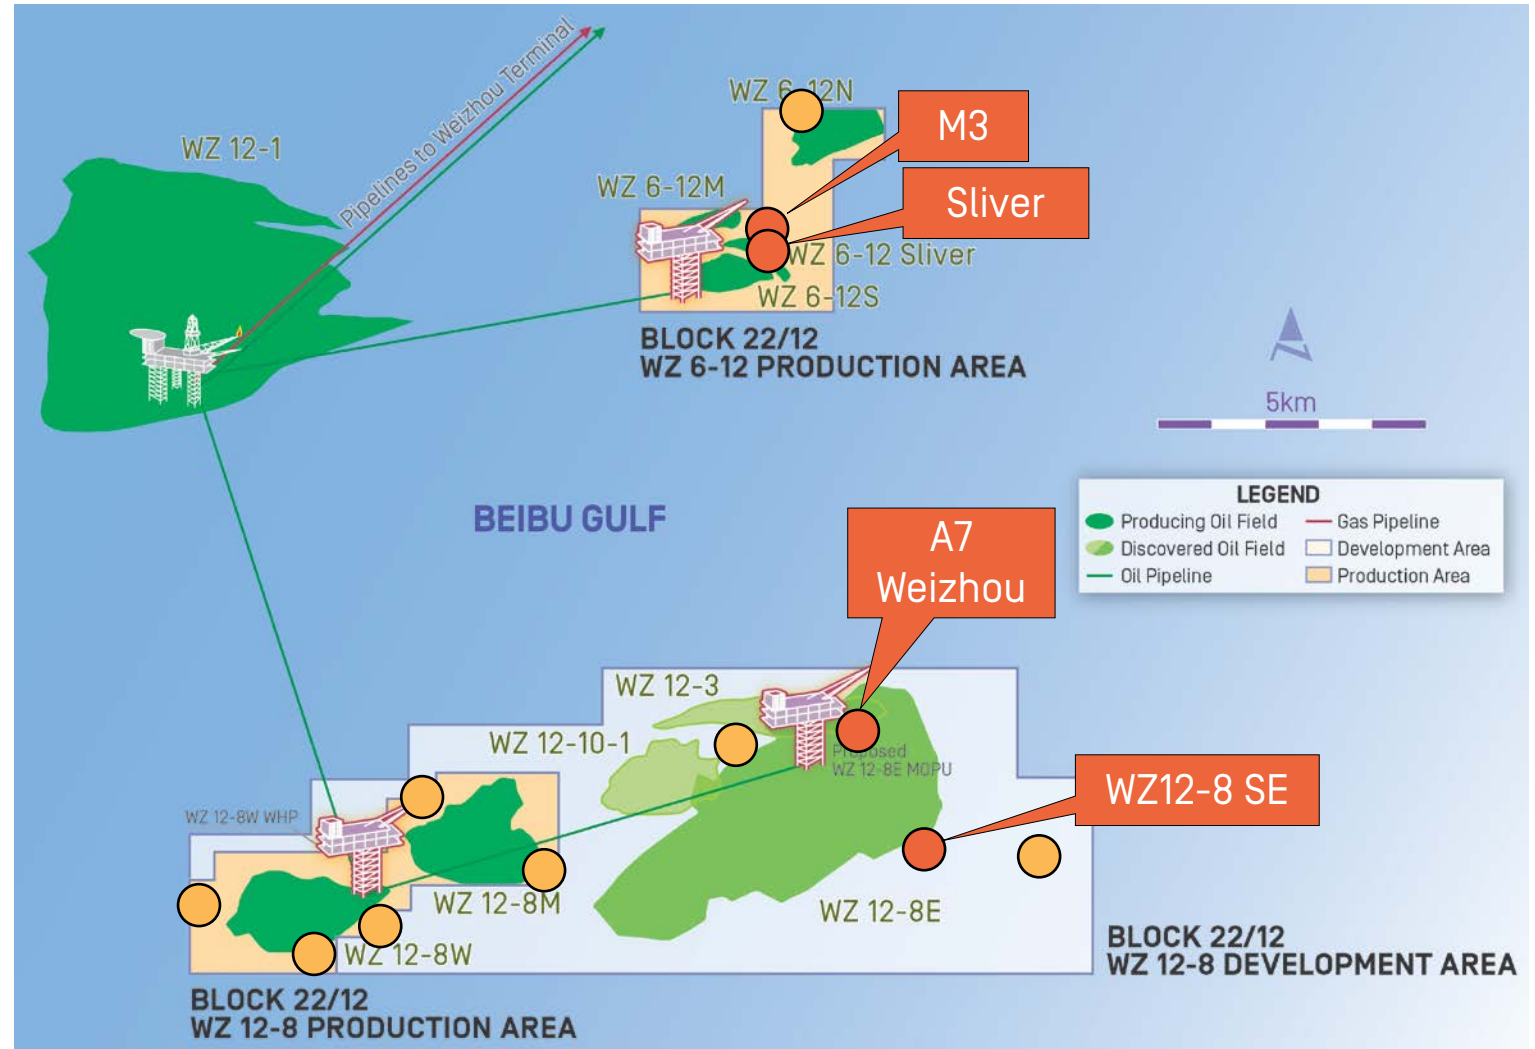 Pipelines to Weizhou Terminal
WZ 12-1
WZ 6-12N
M3
WZ 6-12M
Sliver
WZ 6-12 Sliver
WZ 6-12S
BLOCK 22/12
WZ 6-12 PRODUCTION AREA
5km
BEIBU GULF
LEGEND
Producing Oil Field
Gas Pipeline
Discovered Oil Field
Development Area
Oil Pipeline
Production Area
A7
Weizhou
WZ 12-3
WZ 12-10-1
Proposed
WZ 12-8E MOPU
WZ12-8 SE
WZ 12-8W WHP
WZ 12-8M
WZ 12-8E
WZ 12-8W
BLOCK 22/12
WZ 12-8 DEVELOPMENT AREA
BLOCK 22/12
WZ 12-8 PRODUCTION AREA